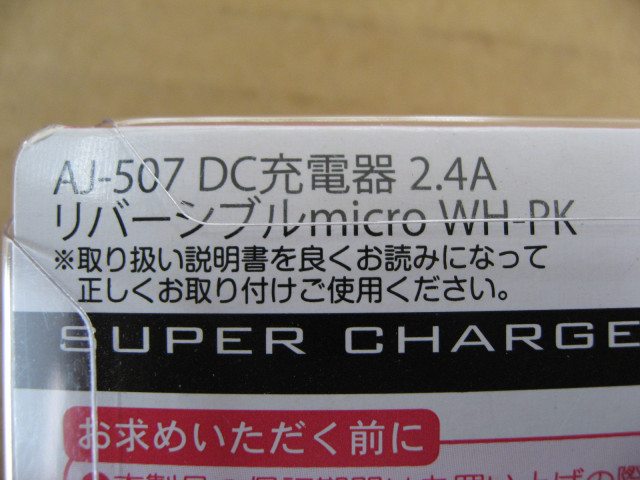 AJ-507 DC充電器 2.4A
リバーシブルmicro WH-PK
※取り扱い説明書を良くお読みになって
正しくお取り付けご使用ください。
SUPER CHARGE
お求めいただく前に